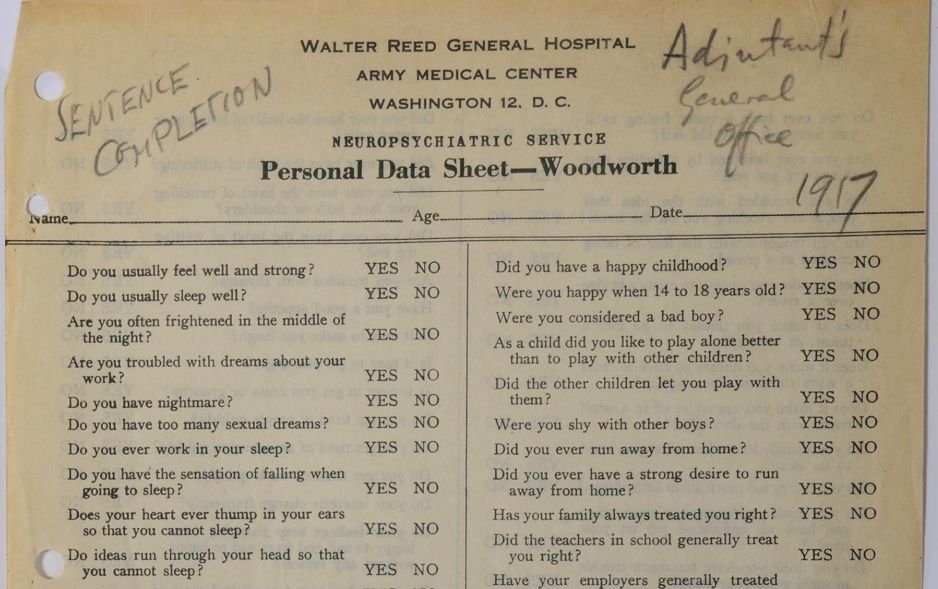 SENTENCE
COMPLETION
WALTER REED GENERAL HOSPITAL
ARMY MEDICAL CENTER
WASHINGTON 12, D. C.
NEUROPSYCHIATRIC SERVICE
Personal Data Sheet—Woodworth
Adjutant's
General
Office
1917
Name Age Date
Do you usually feel well and strong? YES NO
Do you usually sleep well? YES NO
Are you often frightened in the middle of
the night? YES NO
Are you troubled with dreams about your
work? YES NO
Do you have nightmare? YES NO
Do you have too many sexual dreams? YES NO
Do you ever work in your sleep? YES NO
Do you have the sensation of falling when
going to sleep? YES NO
Does your heart ever thump in your ears
so that you cannot sleep? YES NO
Do ideas run through your head so that
you cannot sleep? YES NO
Did you have a happy childhood? YES NO
Were you happy when 14 to 18 years old? YES NO
Were you considered a bad boy? YES NO
As a child did you like to play alone better
than to play with other children? YES NO
Did the other children let you play with
them? YES NO
Were you shy with other boys? YES NO
Did you ever run away from home? YES NO
Did you ever have a strong desire to run
away from home? YES NO
Has your family always treated you right? YES NO
Did the teachers in school generally treat
you right? YES NO
Have your employers generally treated